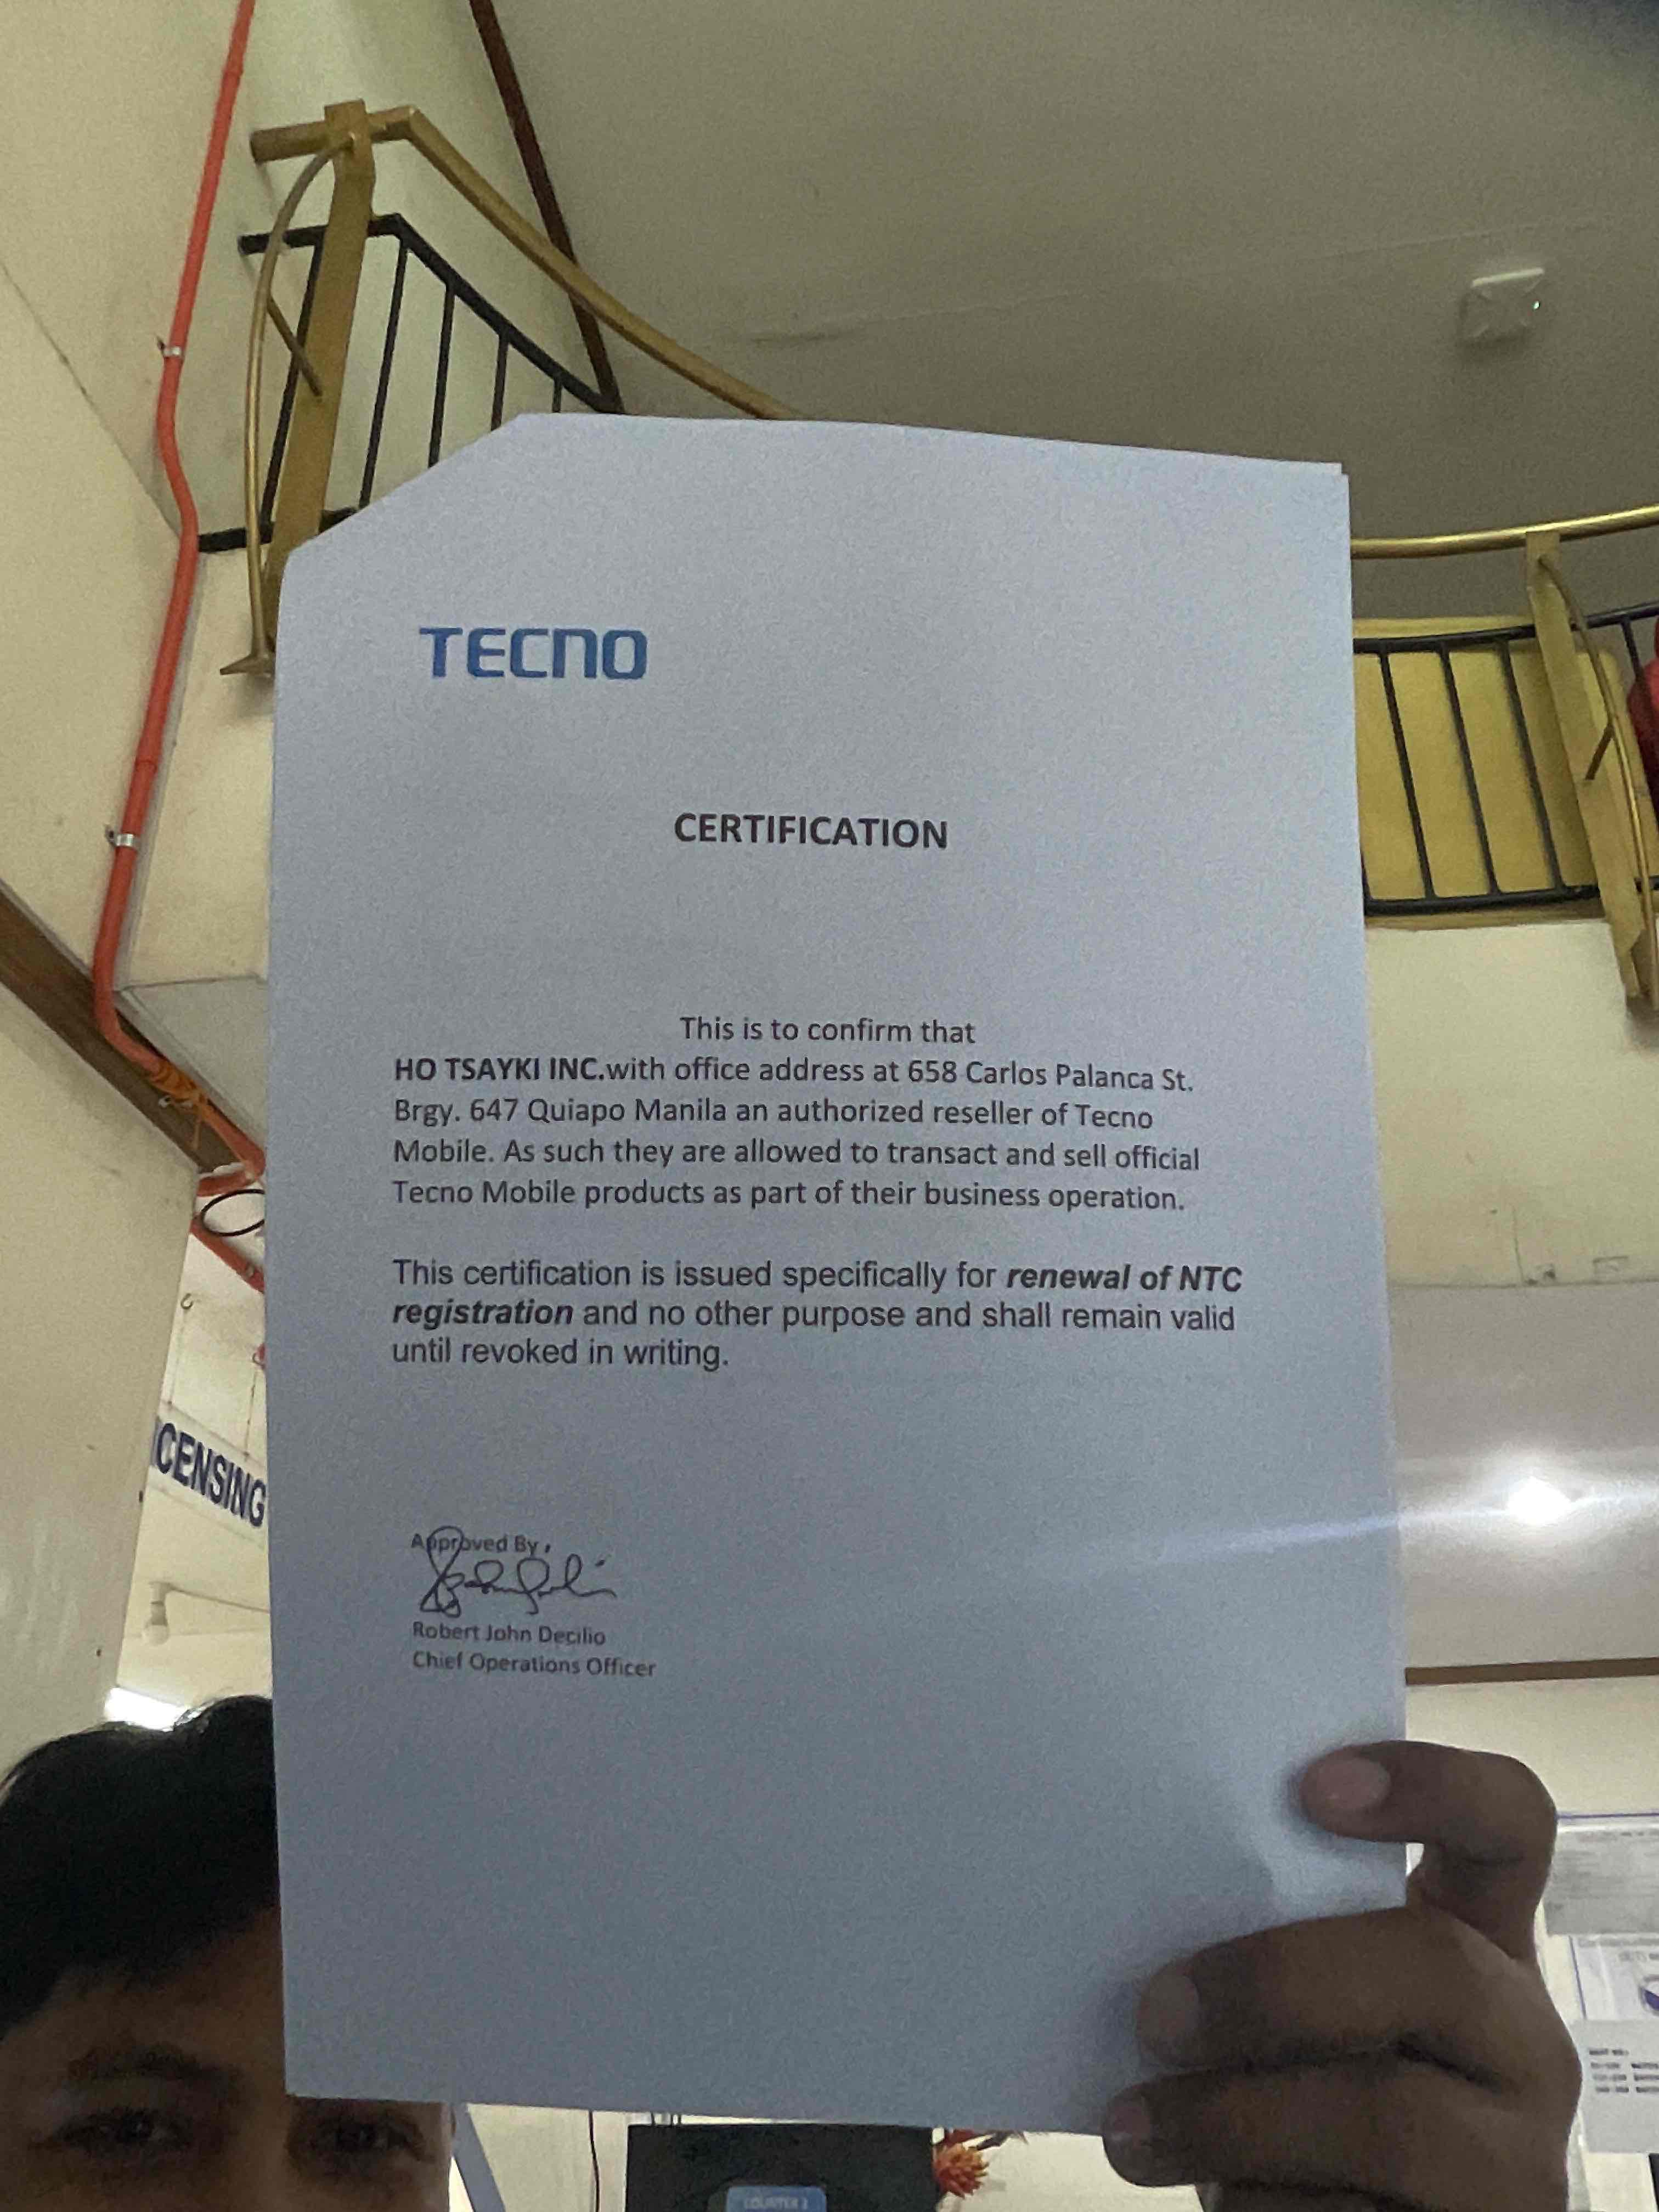 TECNO
CERTIFICATION
This is to confirm that
HO TSAYKI INC.with office address at 658 Carlos Palanca St.
Brgy. 647 Quiapo Manila an authorized reseller of Tecno
Mobile. As such they are allowed to transact and sell official
Tecno Mobile products as part of their business operation.
This certification is issued specifically for renewal of NTC
registration and no other purpose and shall remain valid
until revoked in writing.
CENSING
Approved By,
Robert John Decilio
Chief Operations Officer
COUNTER